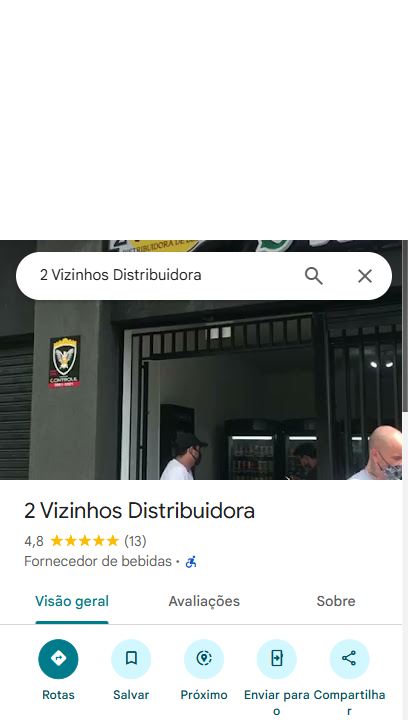 DISTRIBUIDORA DE
2 Vizinhos Distribuidora
CONTROLE
2 Vizinhos Distribuidora
4,8 ★★★★★ (13)
Fornecedor de bebidas ·
Visão geral
Avaliações
Sobre
Rotas
Salvar
Próximo
Enviar para o
Compartilhar